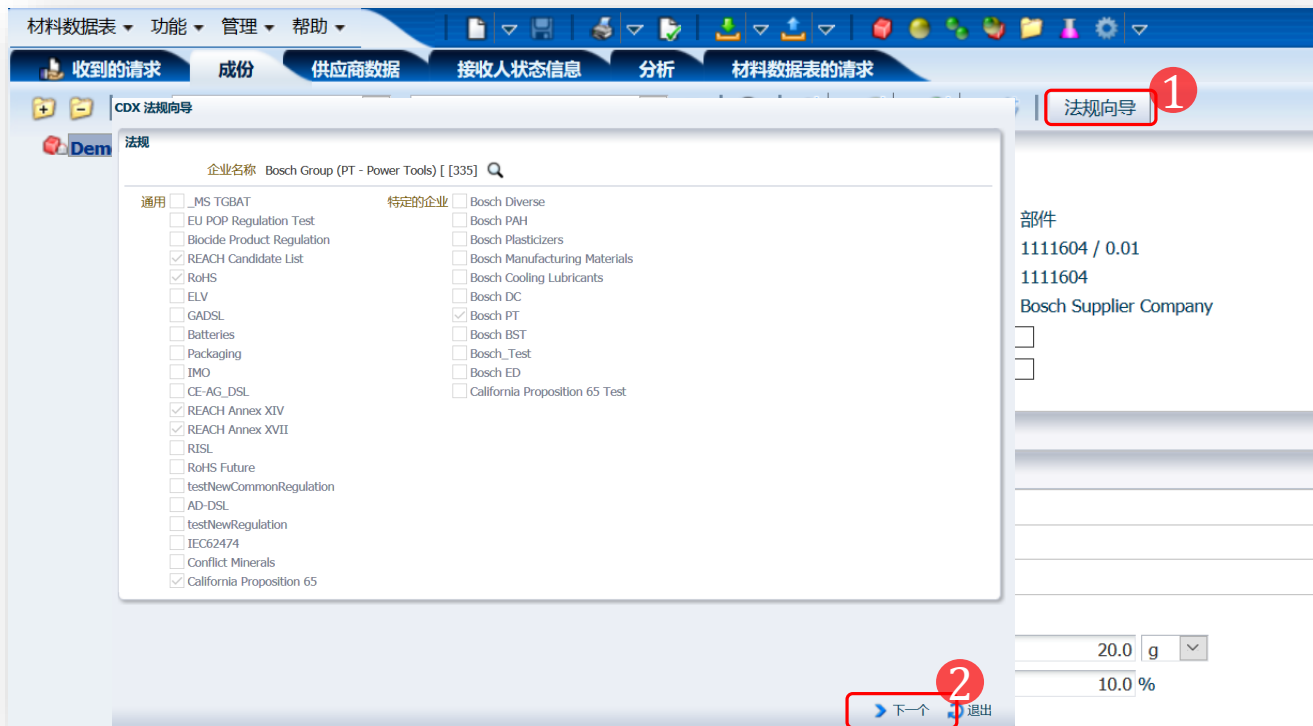 材料数据表 功能 管理 帮助
收到的请求 成份 供应商数据 接收人状态信息 分析 材料数据表的请求
CDX 法规向导
法规向导
1
Dem
法规
企业名称 Bosch Group (PT - Power Tools) [ [335]
通用
_MS TGBAT
EU POP Regulation Test
Biocide Product Regulation
REACH Candidate List
RoHS
ELV
GADSL
Batteries
Packaging
IMO
CE-AG_DSL
REACH Annex XIV
REACH Annex XVII
RISL
RoHS Future
testNewCommonRegulation
AD-DSL
testNewRegulation
IEC62474
Conflict Minerals
California Proposition 65
特定的企业
Bosch Diverse
Bosch PAH
Bosch Plasticizers
Bosch Manufacturing Materials
Bosch Cooling Lubricants
Bosch DC
Bosch PT
Bosch BST
Bosch_Test
Bosch ED
California Proposition 65 Test
部件
1111604 / 0.01
1111604
Bosch Supplier Company
20.0 g
10.0 %
2
下一个 退出